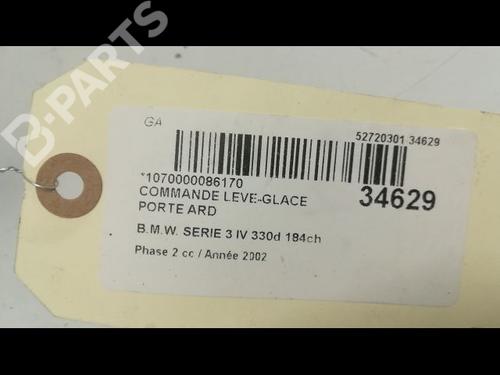 B-PARTS
GA
52720301 34629
*1070000086170
COMMANDE LEVE-GLACE
PORTE ARD
34629
B.M.W. SERIE 3 IV 330d 184ch
Phase 2 cc / Année 2002